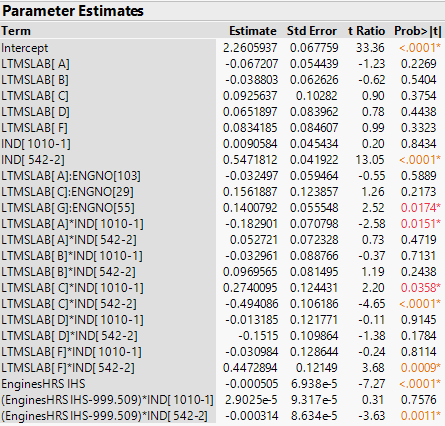 Parameter Estimates
Term Estimate Std Error t Ratio Prob>|t|
Intercept 2.2605937 0.067759 33.36 <.0001*
LTMSLAB[ A] -0.067207 0.054439 -1.23 0.2269
LTMSLAB[ B] -0.038803 0.062626 -0.62 0.5404
LTMSLAB[ C] 0.0925637 0.10282 0.90 0.3754
LTMSLAB[ D] 0.0651897 0.083962 0.78 0.4438
LTMSLAB[ F] 0.0834185 0.084607 0.99 0.3323
IND[ 1010-1] 0.0090584 0.045434 0.20 0.8434
IND[ 542-2] 0.5471812 0.041922 13.05 <.0001*
LTMSLAB[ A]:ENGNO[103] -0.032497 0.059464 -0.55 0.5889
LTMSLAB[ C]:ENGNO[29] 0.1561887 0.123857 1.26 0.2173
LTMSLAB[ G]:ENGNO[55] 0.1400792 0.055548 2.52 0.0174*
LTMSLAB[ A]*IND[ 1010-1] -0.182901 0.070798 -2.58 0.0151*
LTMSLAB[ A]*IND[ 542-2] 0.052721 0.072328 0.73 0.4719
LTMSLAB[ B]*IND[ 1010-1] -0.032961 0.088766 -0.37 0.7131
LTMSLAB[ B]*IND[ 542-2] 0.0969565 0.081495 1.19 0.2438
LTMSLAB[ C]*IND[ 1010-1] 0.2740095 0.124431 2.20 0.0358*
LTMSLAB[ C]*IND[ 542-2] -0.494086 0.106186 -4.65 <.0001*
LTMSLAB[ D]*IND[ 1010-1] -0.013185 0.121771 -0.11 0.9145
LTMSLAB[ D]*IND[ 542-2] -0.1515 0.109864 -1.38 0.1784
LTMSLAB[ F]*IND[ 1010-1] -0.030984 0.128644 -0.24 0.8114
LTMSLAB[ F]*IND[ 542-2] 0.4472894 0.12149 3.68 0.0009*
EnginesHRS IHS -0.000505 6.938e-5 -7.27 <.0001*
(EnginesHRS IHS-999.509)*IND[ 1010-1] 2.9025e-5 9.317e-5 0.31 0.7576
(EnginesHRS IHS-999.509)*IND[ 542-2] -0.000314 8.634e-5 -3.63 0.0011*